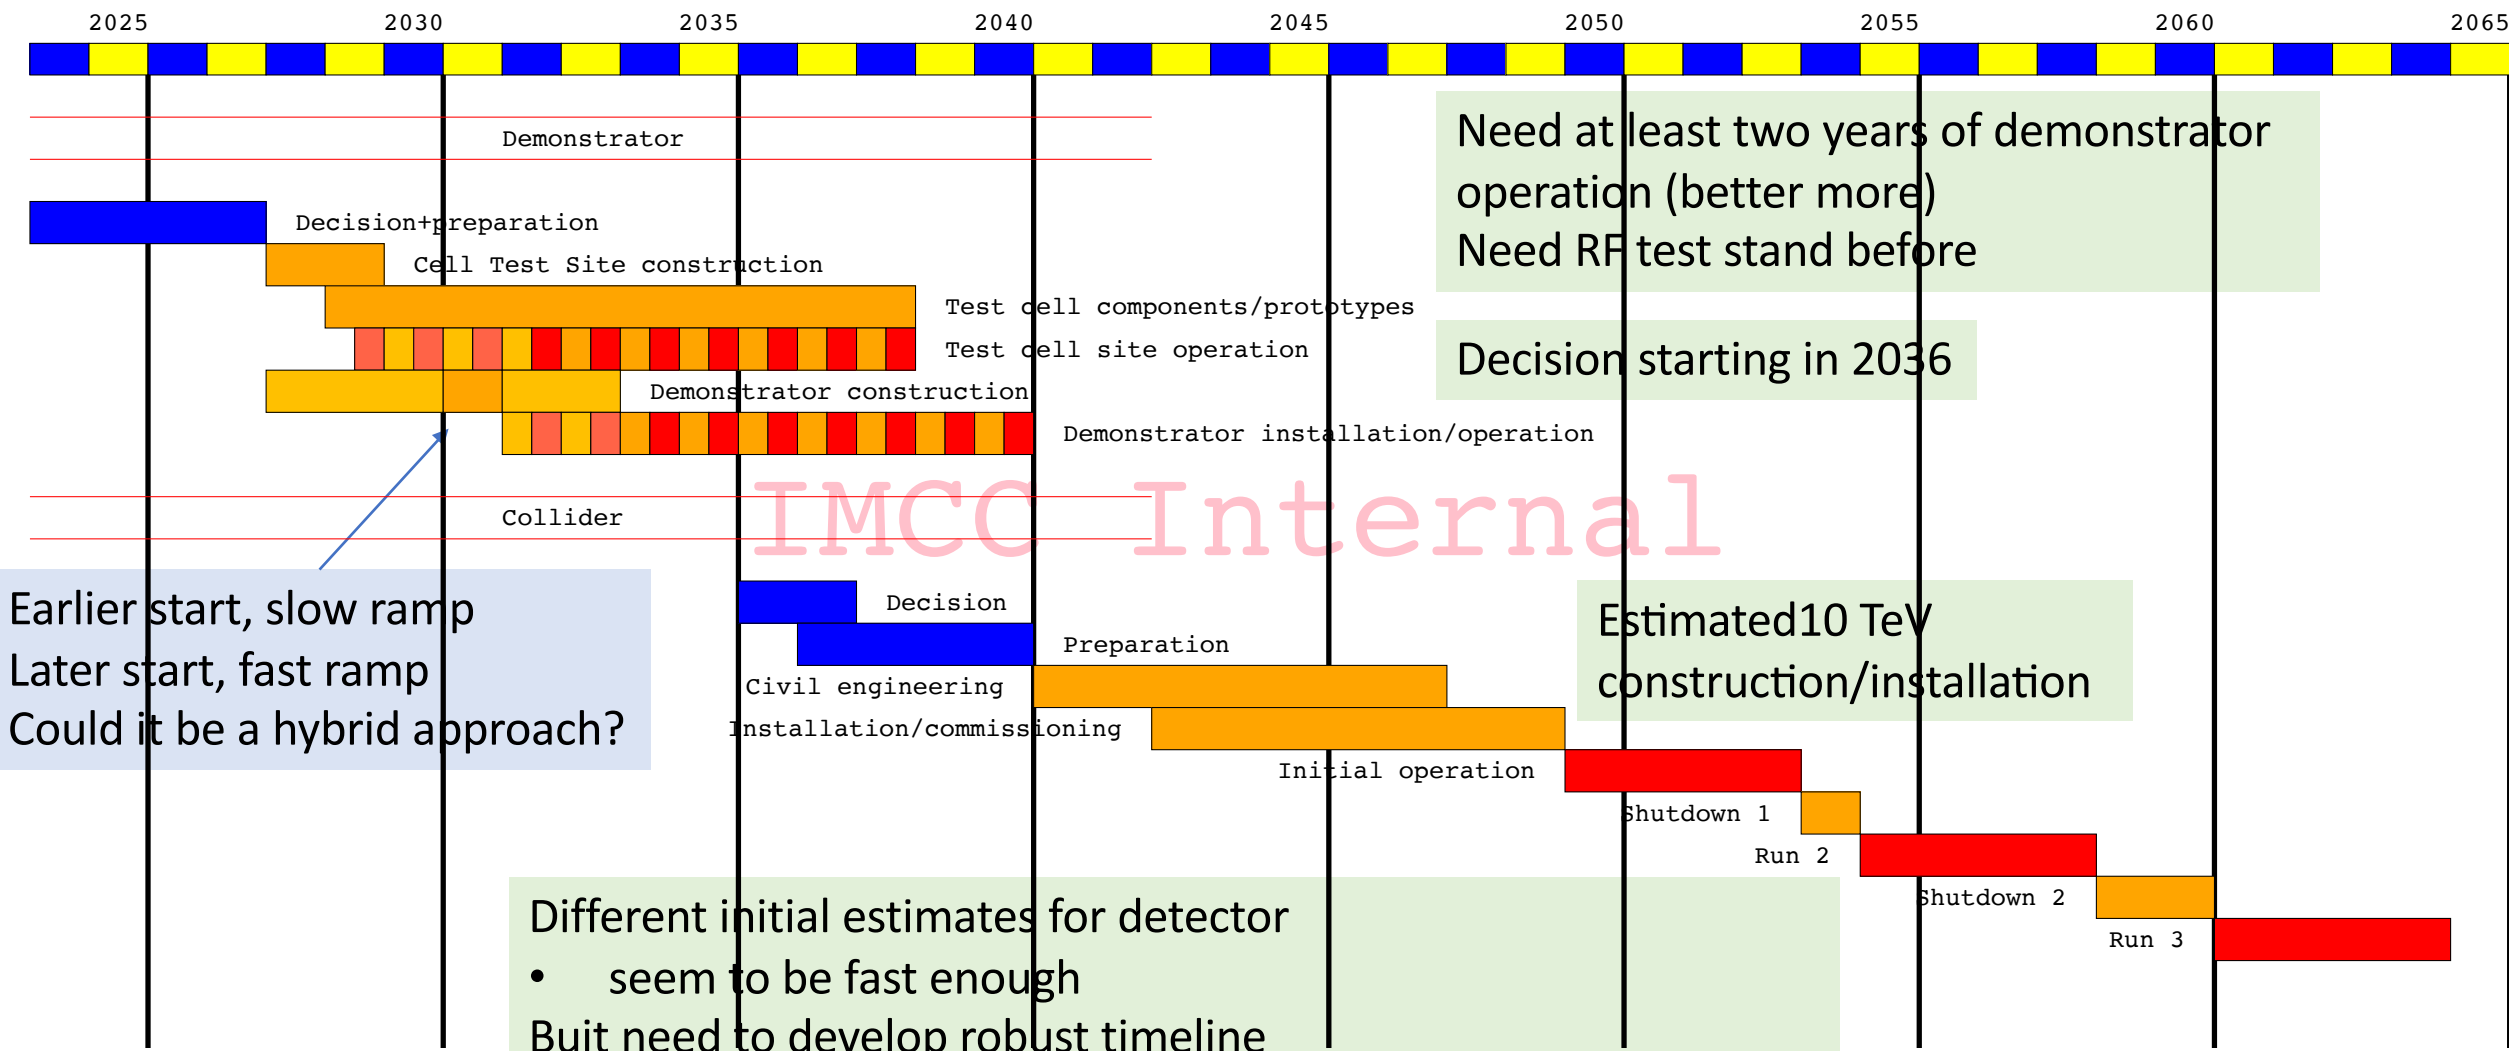 2025 2030 2035 2040 2045 2050 2055 2060 2065
Demonstrator
Need at least two years of demonstrator
operation (better more)
Need RF test stand before
Decision+preparation
Cell Test Site construction
Test cell components/prototypes
Test cell site operation
Decision starting in 2036
Demonstrator construction
Demonstrator installation/operation
IMCC Internal
Collider
Earlier start, slow ramp
Later start, fast ramp
Could it be a hybrid approach?
Decision
Preparation
Civil engineering
Installation/commissioning
Estimated10 TeV
construction/installation
Initial operation
Shutdown 1
Run 2
Shutdown 2
Run 3
Different initial estimates for detector
• seem to be fast enough
Buit need to develop robust timeline